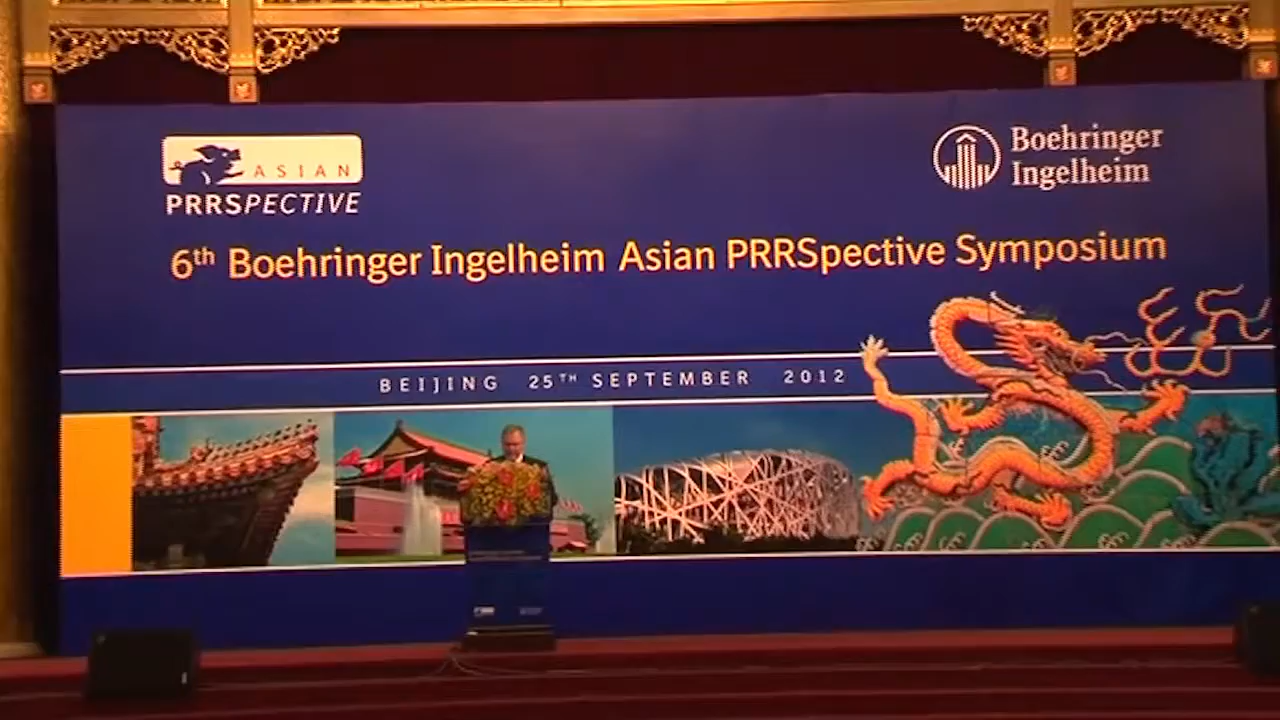 ASIAN
PRRSPECTIVE
Boehringer
Ingelheim
6th Boehringer Ingelheim Asian PRRSpective Symposium
BEIJING 25TH SEPTEMBER 2012